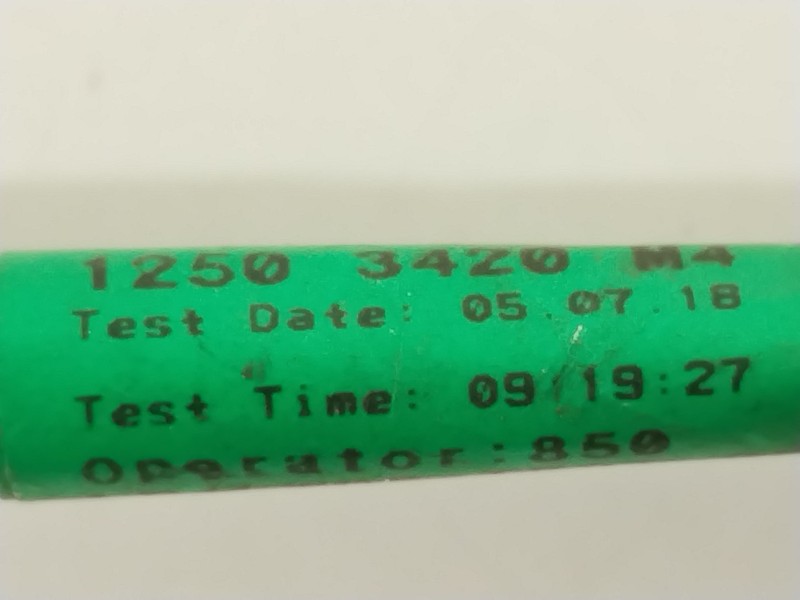 1250 3420 M4
Test Date: 05.07.18
Test Time: 09:19:27
Operator:850